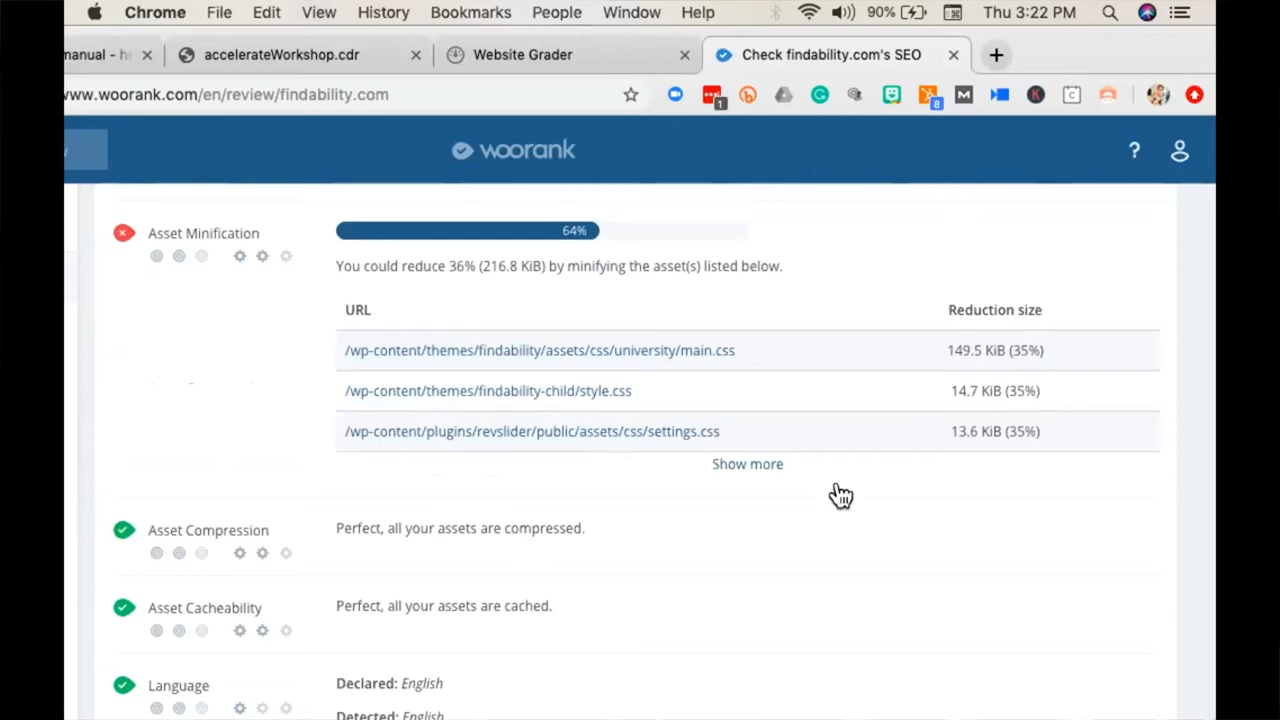 Chrome File Edit View History Bookmarks People Window Help 90% Thu 3:22 PM
manual - he accelerateWorkshop.cdr Website Grader Check findability.com's SEO
www.woorank.com/en/review/findability.com 1 8
woorank ?
Asset Minification 64%
You could reduce 36% (216.8 KiB) by minifying the asset(s) listed below.
URL Reduction size
/wp-content/themes/findability/assets/css/university/main.css 149.5 KiB (35%)
/wp-content/themes/findability-child/style.css 14.7 KiB (35%)
/wp-content/plugins/revslider/public/assets/css/settings.css 13.6 KiB (35%)
Show more
Asset Compression Perfect, all your assets are compressed.
Asset Cacheability Perfect, all your assets are cached.
Language Declared: English
Detected: English